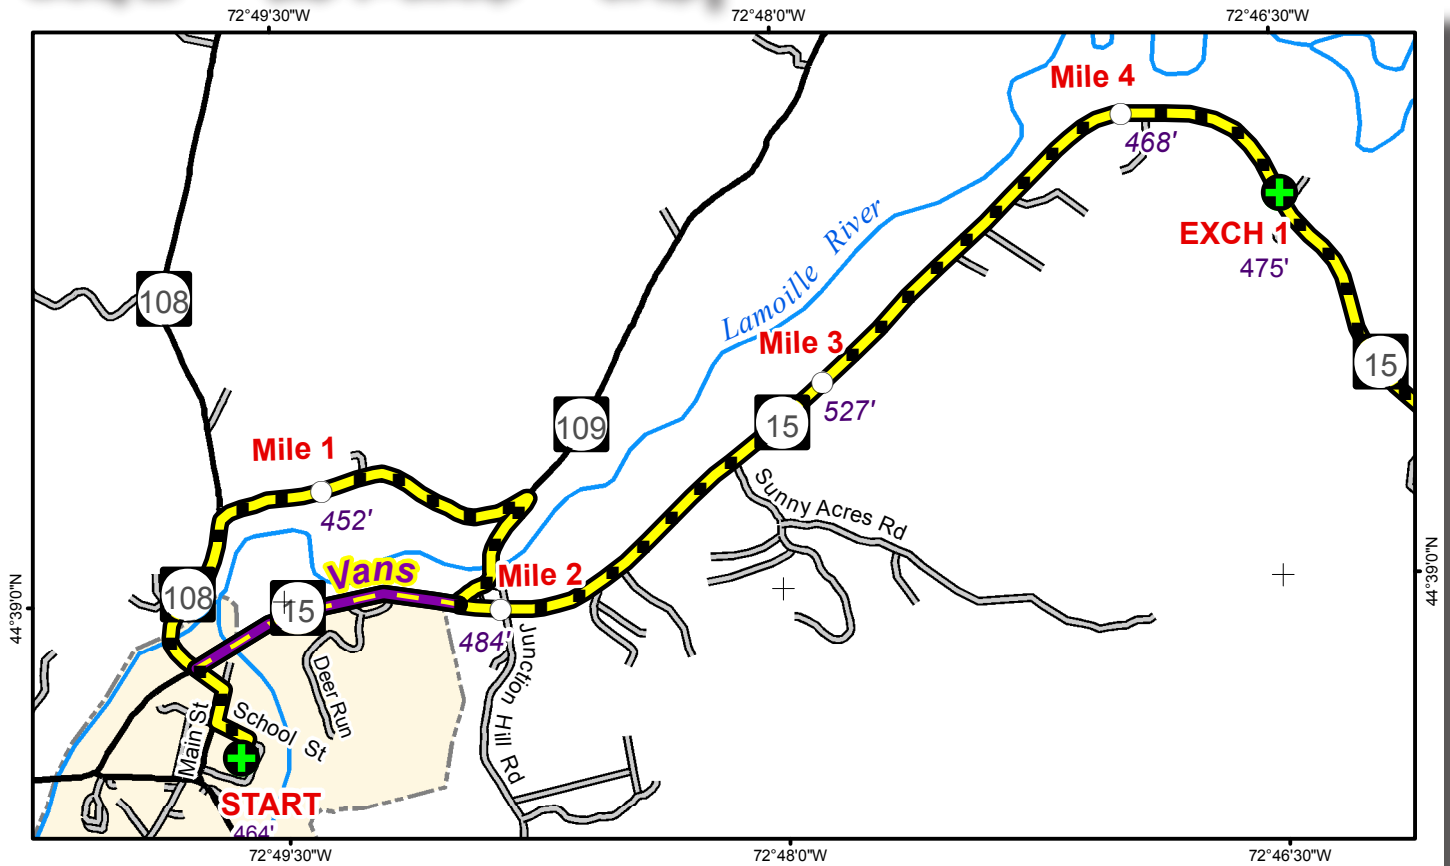 72°49'30"W
72°48'0"W
72°46'30"W
Mile 4
468'
EXCH 1
475'
Lamoille River
108
Mile 3
527'
15
109
15
Mile 1
452'
Sunny Acres Rd
44°39'0"N
44°39'0"N
Vans
Mile 2
484'
108
15
Deer Run
Junction Hill Rd
Main St
School St
START
464'
72°49'30"W
72°48'0"W
72°46'30"W